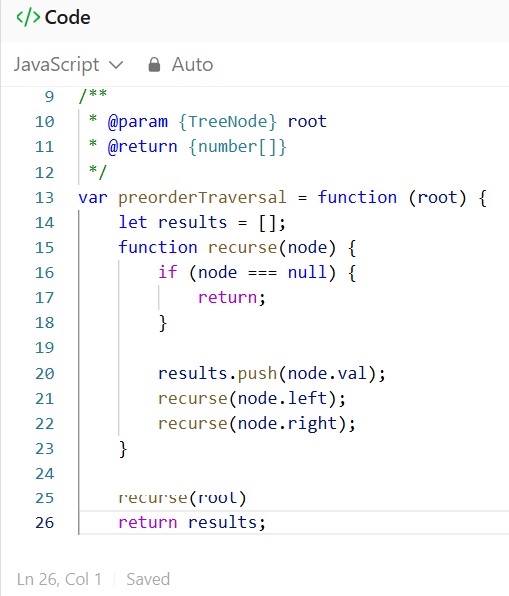 </> Code
JavaScript Auto
9 /**
10 * @param {TreeNode} root
11 * @return {number[]}
12 */
13 var preorderTraversal = function (root) {
14 let results = [];
15 function recurse(node) {
16 if (node === null) {
17 return;
18 }
19
20 results.push(node.val);
21 recurse(node.left);
22 recurse(node.right);
23 }
24
25 recurse(root)
26 return results;
Ln 26, Col 1 Saved